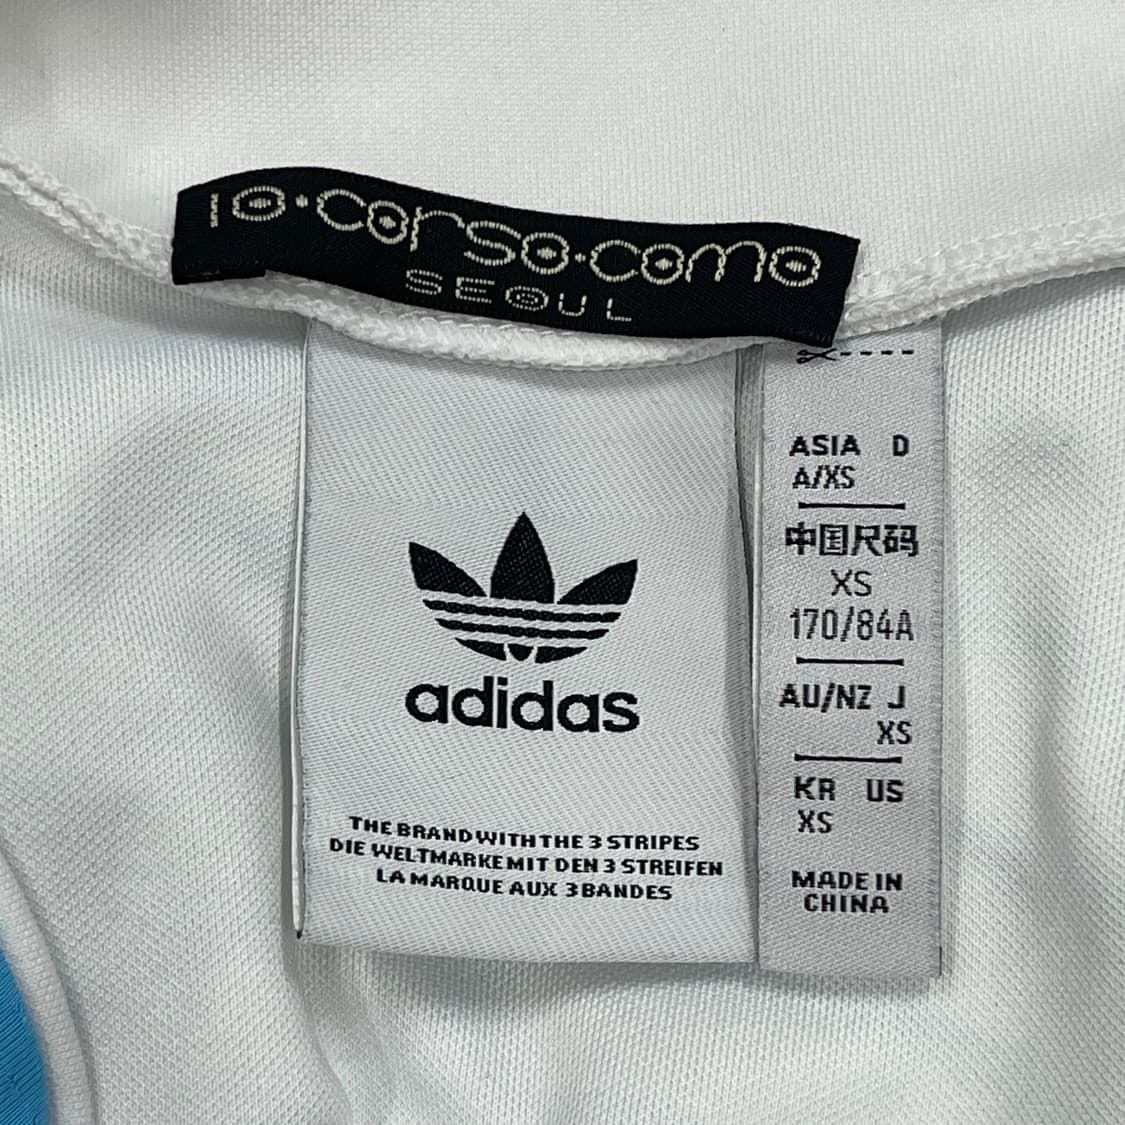 10·corso·como
SEOUL
adidas
THE BRAND WITH THE 3 STRIPES
DIE WELTMARKE MIT DEN 3 STREIFEN
LA MARQUE AUX 3 BANDES
ASIA D
A/XS
中国尺码
XS
170/84A
AU/NZ J
XS
KR US
XS
MADE IN
CHINA